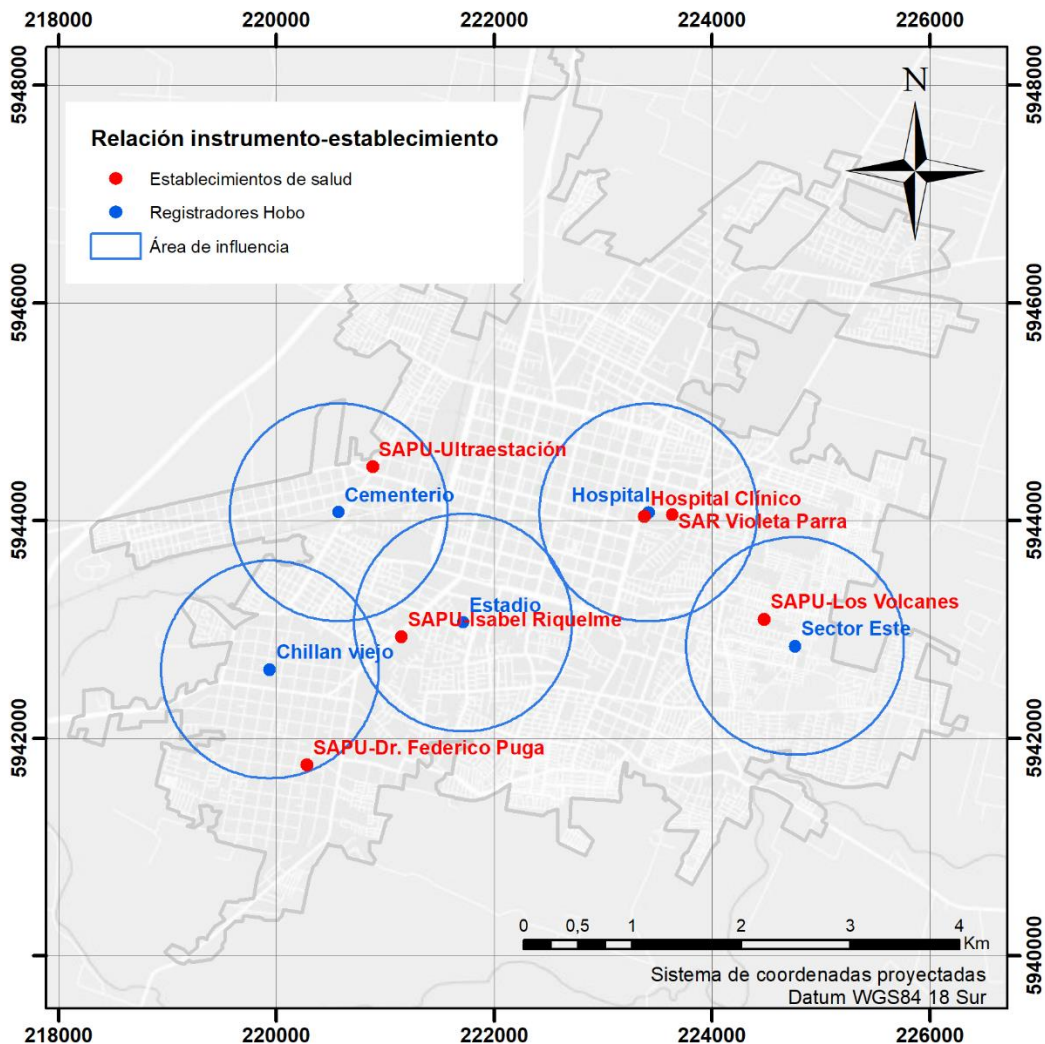 218000 220000 222000 224000 226000
5948000 5948000
N
Relación instrumento-establecimiento
Establecimientos de salud
Registradores Hobo
Área de influencia
5946000 5946000
SAPU-Ultraestación
Cementerio
Hospital
Hospital Clínico
SAR Violeta Parra
5944000 5944000
SAPU-Los Volcanes
Estadio
SAPU-Isabel Riquelme
Sector Este
Chillan viejo
5942000 5942000
SAPU-Dr. Federico Puga
0 0,5 1 2 3 4
Km
5940000 5940000
Sistema de coordenadas proyectadas
Datum WGS84 18 Sur
218000 220000 222000 224000 226000